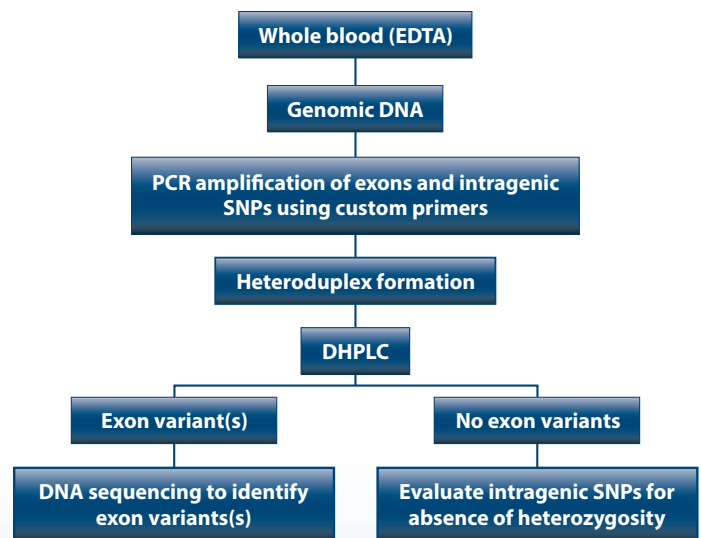 Whole blood (EDTA)
Genomic DNA
PCR amplification of exons and intragenic
SNPs using custom primers
Heteroduplex formation
DHPLC
Exon variant(s)
No exon variants
DNA sequencing to identify
exon variants(s)
Evaluate intragenic SNPs for
absence of heterozygosity